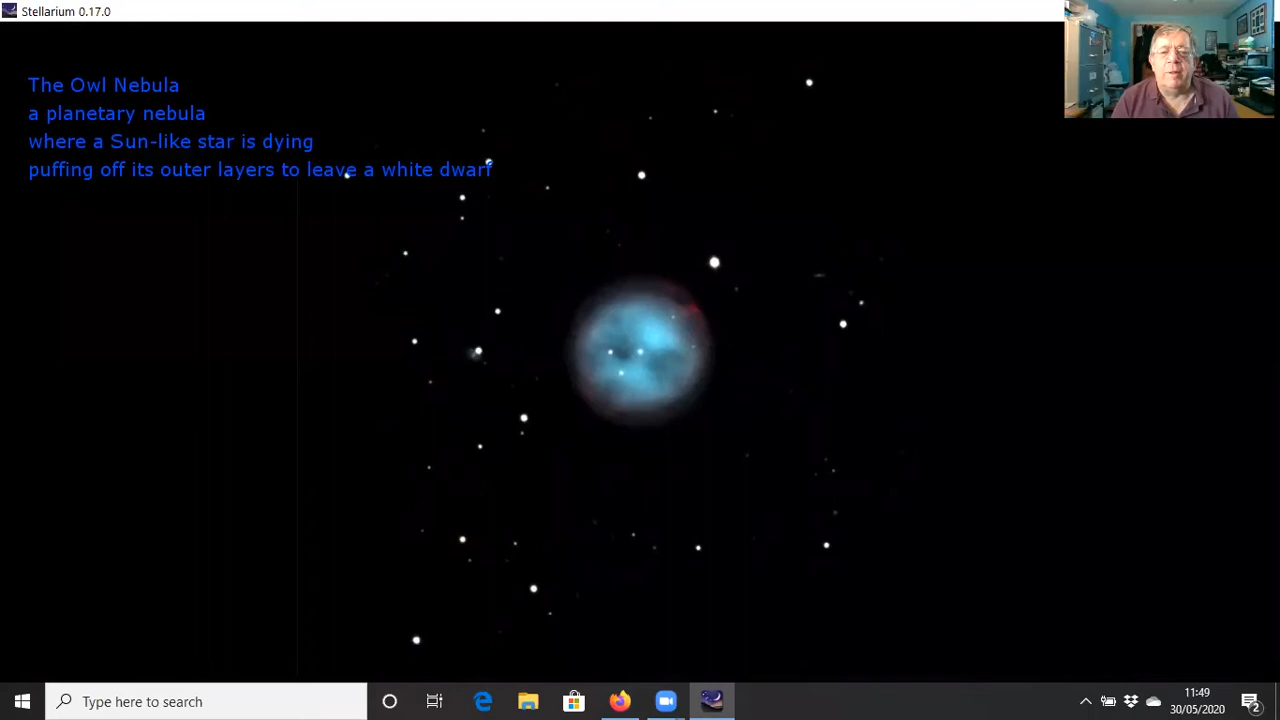 Stellarium 0.17.0
The Owl Nebula
a planetary nebula
where a Sun-like star is dying
puffing off its outer layers to leave a white dwarf
Type here to search
11:49
30/05/2020
2